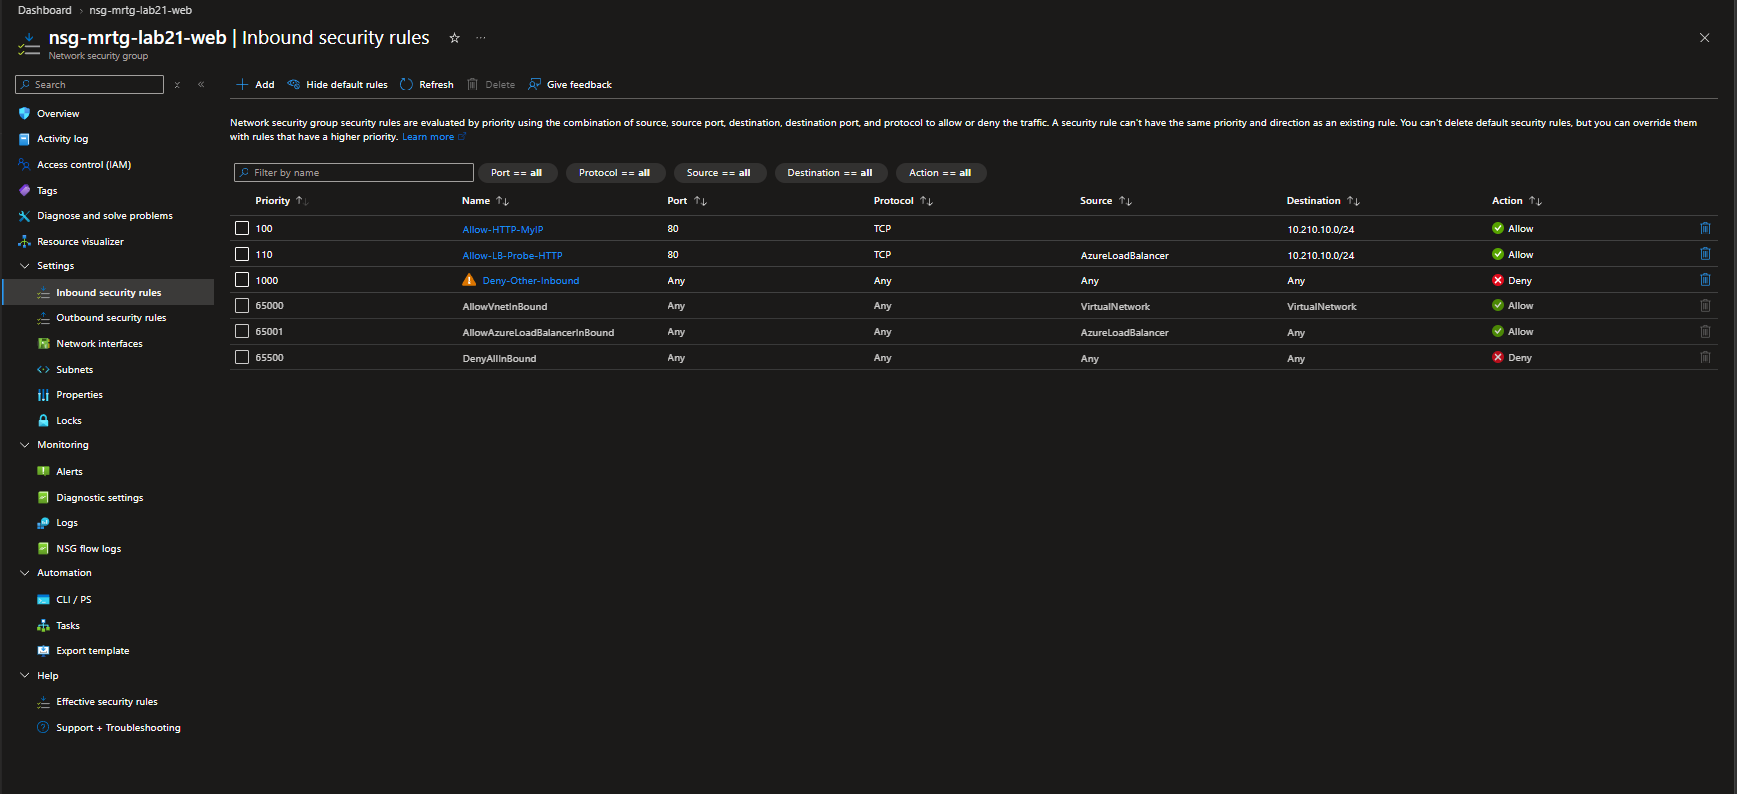 Dashboard > nsg-mrtg-lab21-web
nsg-mrtg-lab21-web | Inbound security rules
Network security group
Search
Overview
Activity log
Access control (IAM)
Tags
Diagnose and solve problems
Resource visualizer
Settings
Inbound security rules
Outbound security rules
Network interfaces
Subnets
Properties
Locks
Monitoring
Alerts
Diagnostic settings
Logs
NSG flow logs
Automation
CLI / PS
Tasks
Export template
Help
Effective security rules
Support + Troubleshooting
Add Hide default rules Refresh Delete Give feedback
Network security group security rules are evaluated by priority using the combination of source, source port, destination, destination port, and protocol to allow or deny the traffic. A security rule can't have the same priority and direction as an existing rule. You can't delete default security rules, but you can override them
with rules that have a higher priority. Learn more
Filter by name Port == all Protocol == all Source == all Destination == all Action == all
Priority Name Port Protocol Source Destination Action
100 Allow-HTTP-MyIP 80 TCP 10.210.10.0/24 Allow
110 Allow-LB-Probe-HTTP 80 TCP AzureLoadBalancer 10.210.10.0/24 Allow
1000 Deny-Other-Inbound Any Any Any Any Deny
65000 AllowVnetInBound Any Any VirtualNetwork VirtualNetwork Allow
65001 AllowAzureLoadBalancerInBound Any Any AzureLoadBalancer Any Allow
65500 DenyAllInBound Any Any Any Any Deny